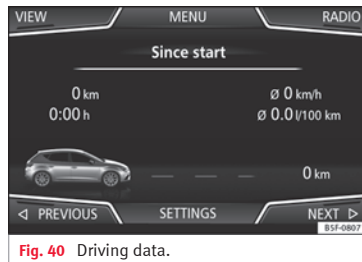 VIEW MENU RADIO
Since start
0 km ø 0 km/h
0:00 h ø 0.0 l/100 km
0 km
◁ PREVIOUS SETTINGS NEXT ▷
BSF-0807
Fig. 40 Driving data.